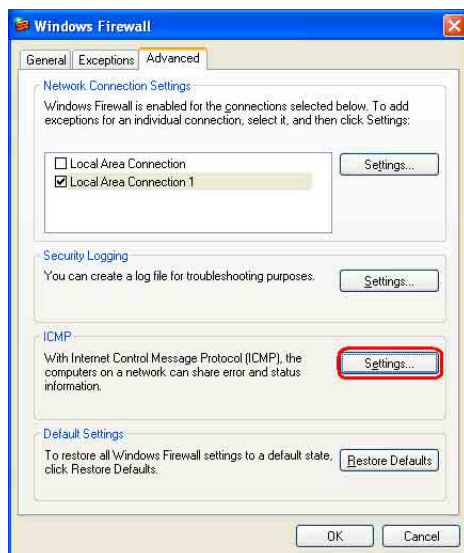 Windows Firewall
General Exceptions Advanced
Network Connection Settings
Windows Firewall is enabled for the connections selected below. To add
exceptions for an individual connection, select it, and then click Settings:
Local Area Connection
Local Area Connection 1
Settings...
Security Logging
You can create a log file for troubleshooting purposes.
Settings...
ICMP
With Internet Control Message Protocol (ICMP), the
computers on a network can share error and status
information.
Settings...
Default Settings
To restore all Windows Firewall settings to a default state,
click Restore Defaults.
Restore Defaults
OK Cancel